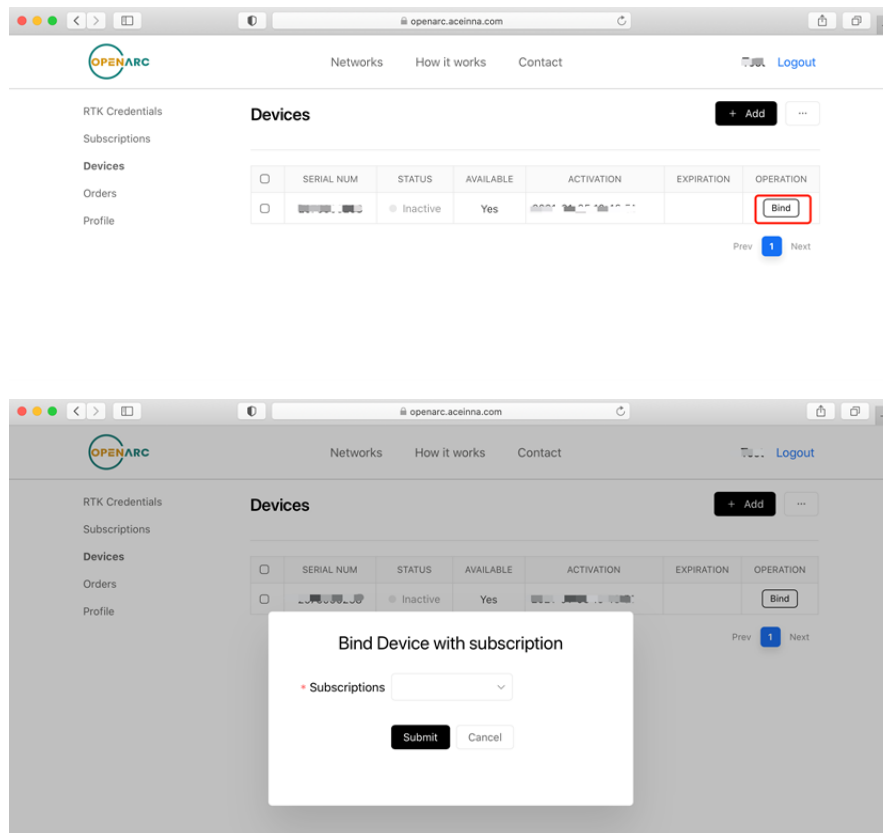 openarc.aceinna.com
OPENARC
Networks How it works Contact
Logout
RTK Credentials
Subscriptions
Devices
Orders
Profile
Devices
+ Add ...
SERIAL NUM STATUS AVAILABLE ACTIVATION EXPIRATION OPERATION
Inactive Yes Bind
Prev 1 Next
openarc.aceinna.com
OPENARC
Networks How it works Contact
Logout
RTK Credentials
Subscriptions
Devices
Orders
Profile
Devices
+ Add ...
SERIAL NUM STATUS AVAILABLE ACTIVATION EXPIRATION OPERATION
Inactive Yes Bind
Prev 1 Next
Bind Device with subscription
* Subscriptions
Submit Cancel